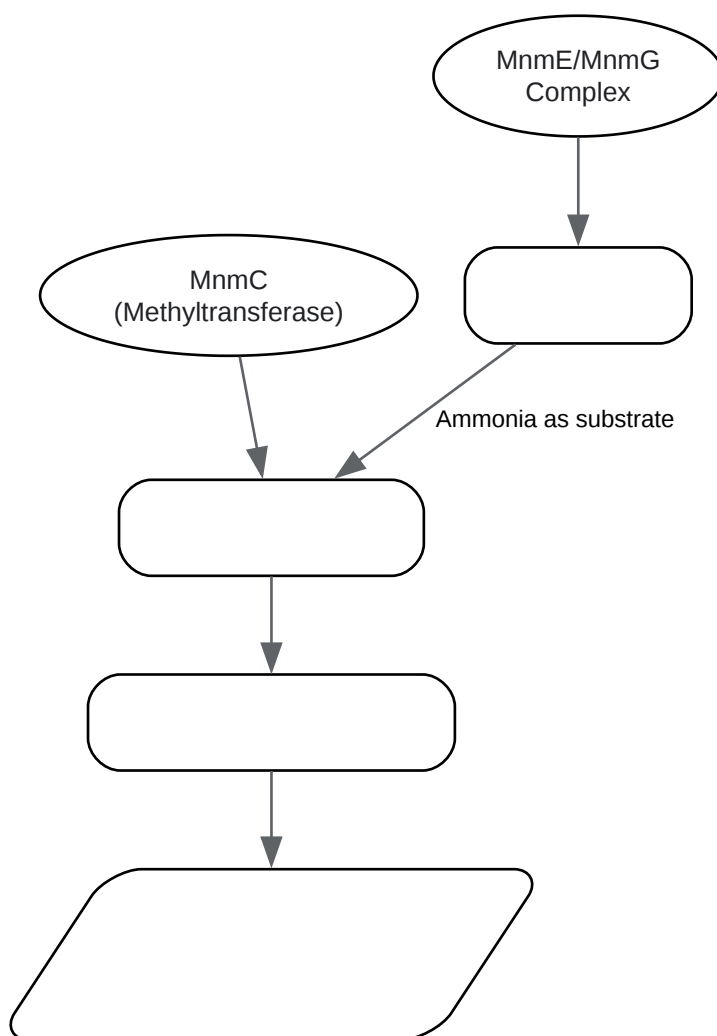 MnmE/MnmG
Complex
MnmC
(Methyltransferase)
Ammonia as substrate